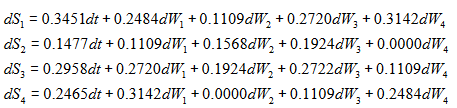 dS₁ = 0.3451dt + 0.2484dW₁ + 0.1109dW₂ + 0.2720dW₃ + 0.3142dW₄
dS₂ = 0.1477dt + 0.1109dW₁ + 0.1568dW₂ + 0.1924dW₃ + 0.0000dW₄
dS₃ = 0.2958dt + 0.2720dW₁ + 0.1924dW₂ + 0.2722dW₃ + 0.1109dW₄
dS₄ = 0.2465dt + 0.3142dW₁ + 0.0000dW₂ + 0.1109dW₃ + 0.2484dW₄